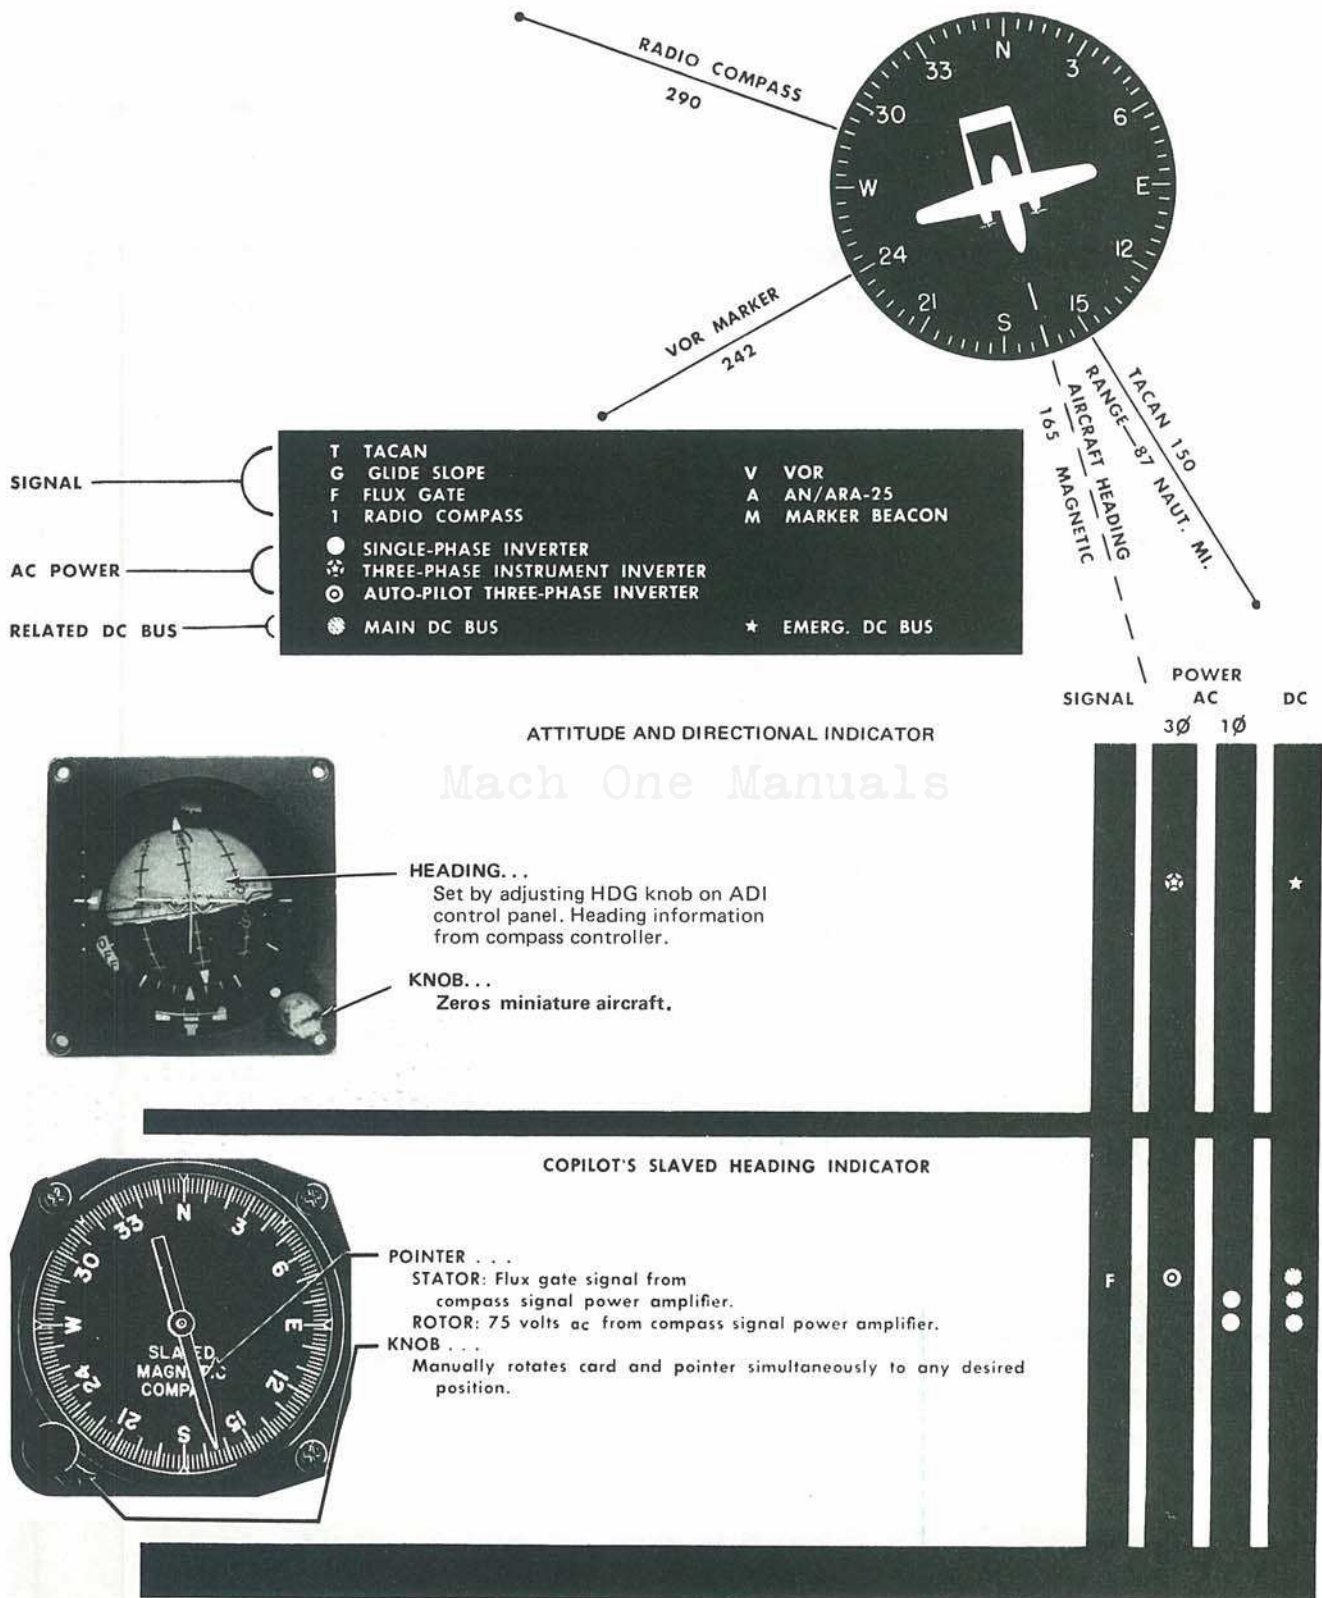 RADIO COMPASS
290
N
3
6
E
12
15
S
21
24
W
30
33
VOR MARKER
242
TACAN 150
RANGE—87 NAUT. MI.
AIRCRAFT HEADING
165 MAGNETIC
SIGNAL
T TACAN
G GLIDE SLOPE
F FLUX GATE
1 RADIO COMPASS
V VOR
A AN/ARA-25
M MARKER BEACON
AC POWER
SINGLE-PHASE INVERTER
THREE-PHASE INSTRUMENT INVERTER
AUTO-PILOT THREE-PHASE INVERTER
RELATED DC BUS
MAIN DC BUS
EMERG. DC BUS
POWER
SIGNAL AC DC
3Ø 1Ø
ATTITUDE AND DIRECTIONAL INDICATOR
Mach One Manuals
HEADING...
Set by adjusting HDG knob on ADI
control panel. Heading information
from compass controller.
KNOB...
Zeros miniature aircraft.
COPILOT'S SLAVED HEADING INDICATOR
N
3
6
E
12
15
S
21
24
W
30
33
SLAVED
MAGNETIC
COMPASS
POINTER . . .
STATOR: Flux gate signal from
compass signal power amplifier.
ROTOR: 75 volts ac from compass signal power amplifier.
KNOB . . .
Manually rotates card and pointer simultaneously to any desired
position.
F